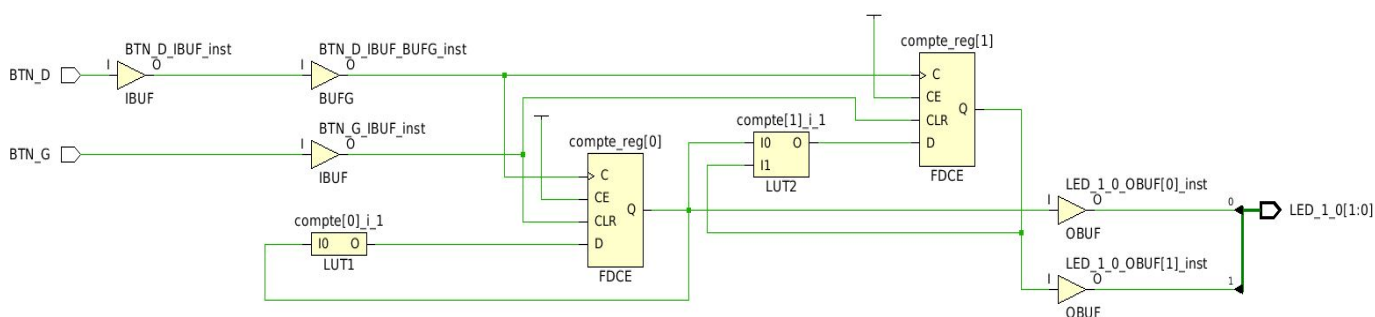 BTN_D
I
BTN_D_IBUF_inst
O
IBUF
I
BTN_D_IBUF_BUFG_inst
O
BUFG
compte_reg[1]
C
CE
CLR
D
Q
FDCE
BTN_G
I
BTN_G_IBUF_inst
O
IBUF
compte_reg[0]
C
CE
CLR
D
Q
FDCE
compte[1]_i_1
I0 O
I1
LUT2
compte[0]_i_1
I0 O
LUT1
LED_1_0_OBUF[0]_inst
I
O
OBUF
0
LED_1_0[1:0]
LED_1_0_OBUF[1]_inst
I
O
OBUF
1